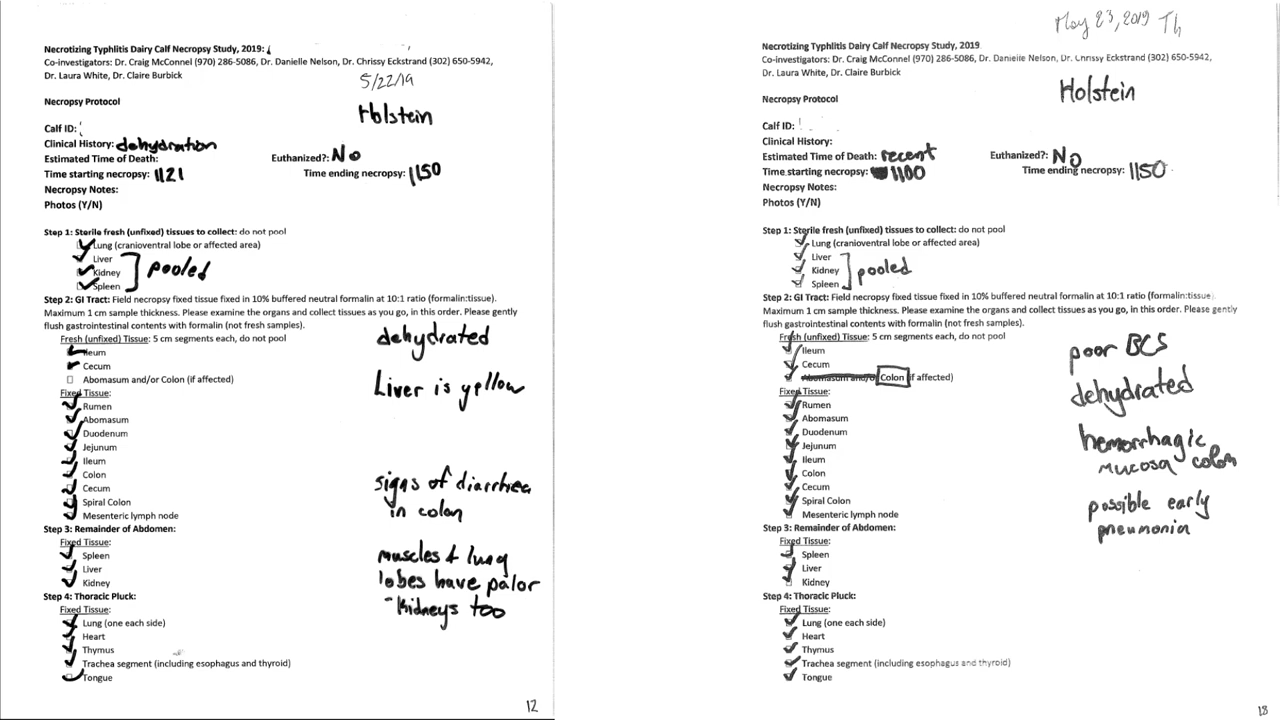 Necrotizing Typhlitis Dairy Calf Necropsy Study, 2019:
Co-investigators: Dr. Craig McConnel (970) 286-5086, Dr. Danielle Nelson, Dr. Chrissy Eckstrand (302) 650-5942,
Dr. Laura White, Dr. Claire Burbick
5/22/19
Necropsy Protocol
Holstein
Calf ID:
Clinical History: dehydration
Estimated Time of Death: Euthanized?: No
Time starting necropsy: 1121 Time ending necropsy: 1150
Necropsy Notes:
Photos (Y/N)
Step 1: Sterile fresh (unfixed) tissues to collect: do not pool
Lung (cranioventral lobe or affected area)
Liver
Kidney pooled
Spleen
Step 2: GI Tract: Field necropsy fixed tissue fixed in 10% buffered neutral formalin at 10:1 ratio (formalin:tissue).
Maximum 1 cm sample thickness. Please examine the organs and collect tissues as you go, in this order. Please gently
flush gastrointestinal contents with formalin (not fresh samples).
Fresh (unfixed) Tissue: 5 cm segments each, do not pool
dehydrated
Ileum
Cecum
Abomasum and/or Colon (if affected)
Liver is yellow
Fixed Tissue:
Rumen
Abomasum
Duodenum
Jejunum
Ileum
Colon
Cecum
signs of diarrhea
Spiral Colon
in colon
Mesenteric lymph node
Step 3: Remainder of Abdomen:
Fixed Tissue:
Spleen
muscles & lung
Liver
Kidney
lobes have palor
Step 4: Thoracic Pluck:
- Kidneys too
Fixed Tissue:
Lung (one each side)
Heart
Thymus
Trachea segment (including esophagus and thyroid)
Tongue
12
May 23, 2019 Th
Necrotizing Typhlitis Dairy Calf Necropsy Study, 2019
Co-investigators: Dr. Craig McConnel (970) 286-5086, Dr. Danielle Nelson, Dr. Chrissy Eckstrand (302) 650-5942,
Dr. Laura White, Dr. Claire Burbick
Holstein
Necropsy Protocol
Calf ID:
Clinical History:
Estimated Time of Death: recent Euthanized?: No
Time starting necropsy: 1100 Time ending necropsy: 1150
Necropsy Notes:
Photos (Y/N)
Step 1: Sterile fresh (unfixed) tissues to collect: do not pool
Lung (cranioventral lobe or affected area)
Liver
Kidney pooled
Spleen
Step 2: GI Tract: Field necropsy fixed tissue fixed in 10% buffered neutral formalin at 10:1 ratio (formalin:tissue).
Maximum 1 cm sample thickness. Please examine the organs and collect tissues as you go, in this order. Please gently
flush gastrointestinal contents with formalin (not fresh samples).
Fresh (unfixed) Tissue: 5 cm segments each, do not pool
Ileum
poor BCS
Cecum
Abomasum and/or Colon (if affected)
dehydrated
Fixed Tissue:
Rumen
Abomasum
Duodenum
hemorrhagic
Jejunum
Ileum
mucosa colon
Colon
Cecum
Spiral Colon
possible early
Mesenteric lymph node
pneumonia
Step 3: Remainder of Abdomen:
Fixed Tissue:
Spleen
Liver
Kidney
Step 4: Thoracic Pluck:
Fixed Tissue:
Lung (one each side)
Heart
Thymus
Trachea segment (including esophagus and thyroid)
Tongue
13